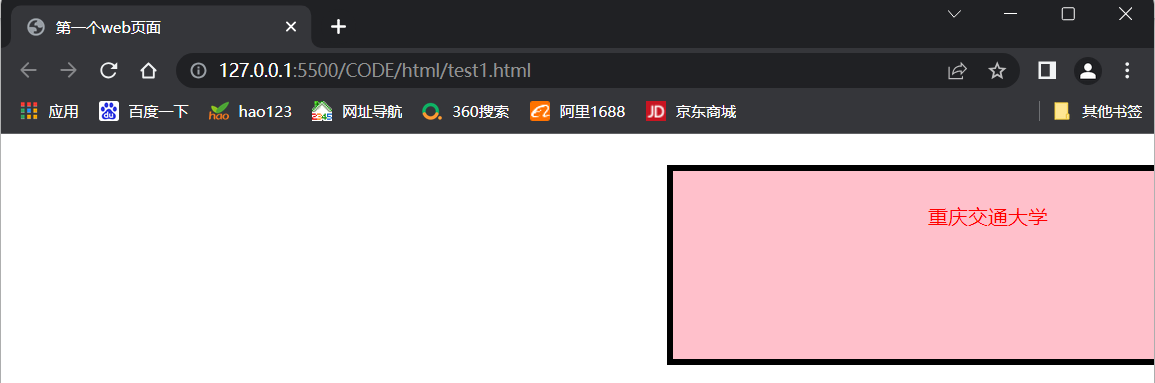 第一个web页面
127.0.0.1:5500/CODE/html/test1.html
应用 百度一下 hao123 网址导航 360搜索 阿里1688 京东商城 其他书签
重庆交通大学